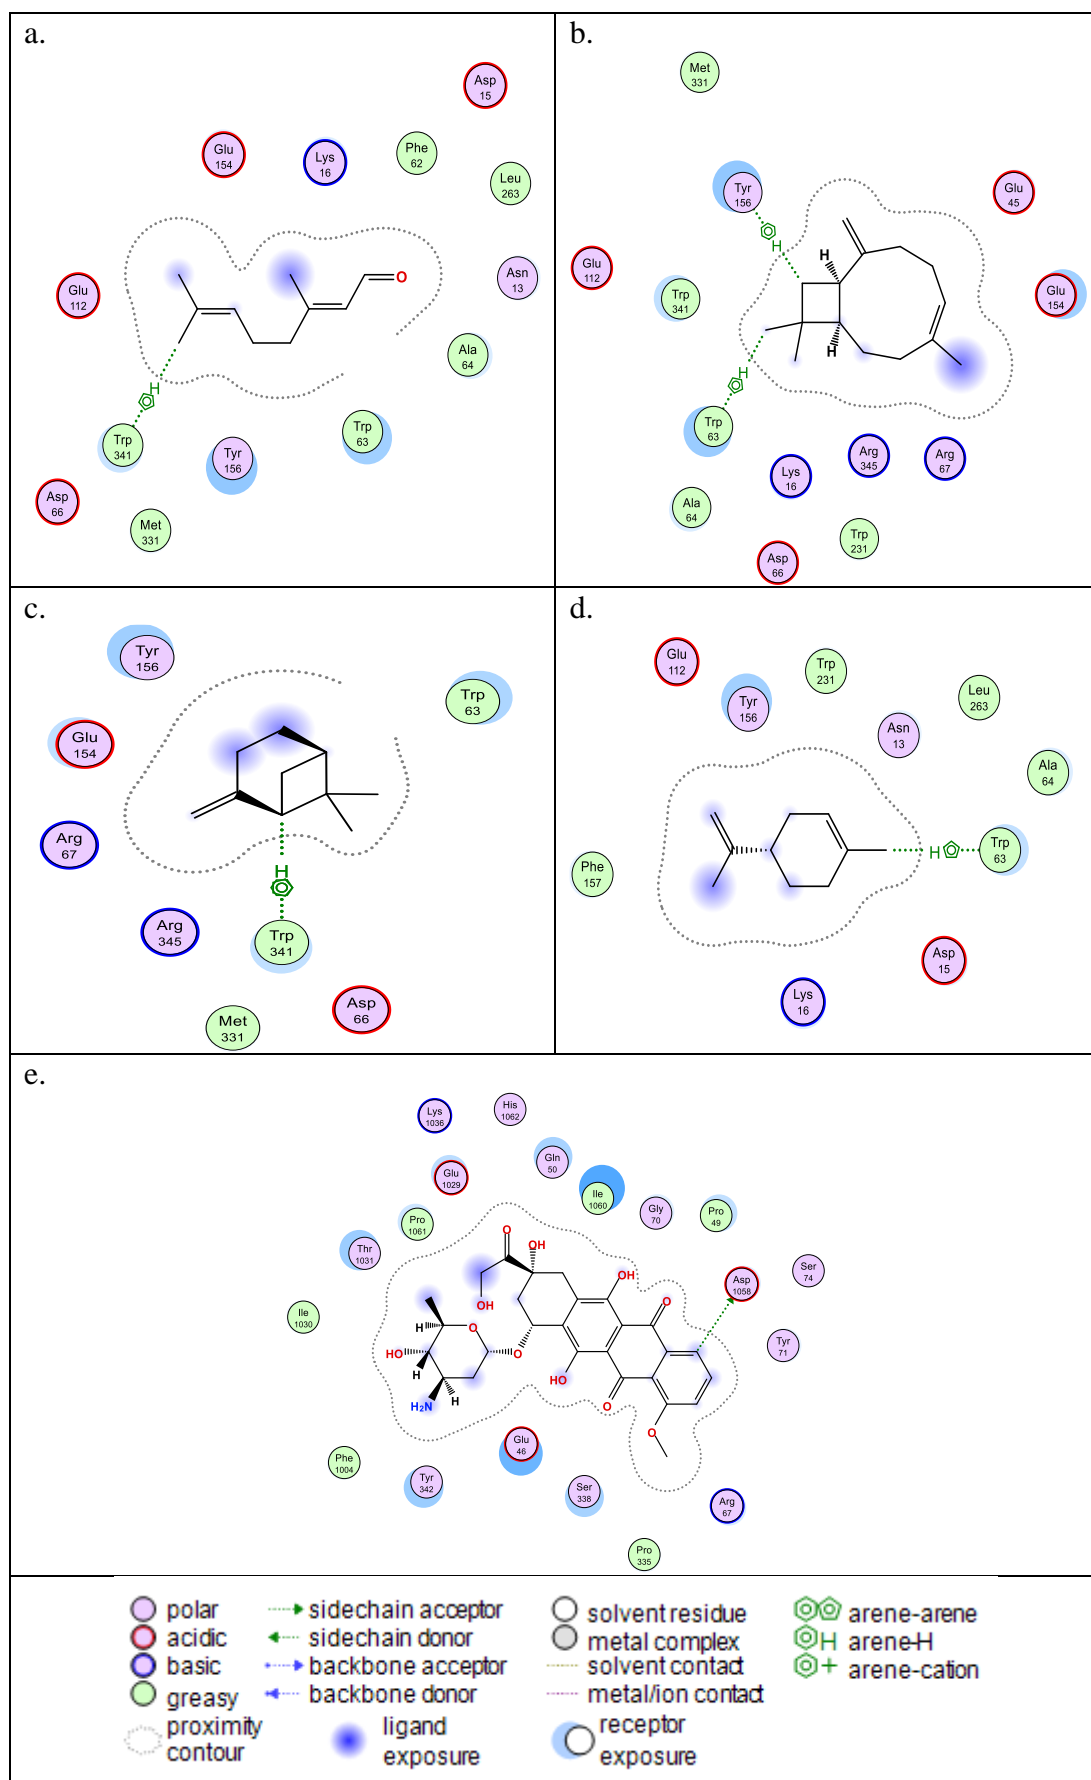 a.
Asp
15
Glu
154
Lys
16
Phe
62
Leu
263
Asn
13
O
Glu
112
Ala
64
H
Trp
341
Tyr
156
Trp
63
Asp
66
Met
331
b.
Met
331
Tyr
156
Glu
45
H
H
Glu
112
Trp
341
Glu
154
H
H
Trp
63
Arg
345
Arg
67
Lys
16
Ala
64
Trp
231
Asp
66
c.
Tyr
156
Trp
63
Glu
154
Arg
67
H
Arg
345
Trp
341
Asp
66
Met
331
d.
Glu
112
Trp
231
Tyr
156
Leu
263
Asn
13
Ala
64
H
Trp
63
Phe
157
Asp
15
Lys
16
e.
Lys
1036
His
1062
Gln
50
Glu
1029
Ile
1060
Gly
70
Pro
49
Pro
1061
Thr
1031
O
OH
Ser
74
OH
Asp
1058
OH
O
Ile
1030
H
O
Tyr
71
HO
O
H
HO
O
H
H₂N
O
Glu
46
Phe
1004
Tyr
342
Ser
338
Arg
67
Pro
335
polar
sidechain acceptor
solvent residue
arene-arene
acidic
sidechain donor
metal complex
H arene-H
basic
backbone acceptor
solvent contact
+ arene-cation
greasy
backbone donor
metal/ion contact
proximity
contour
ligand
exposure
receptor
exposure